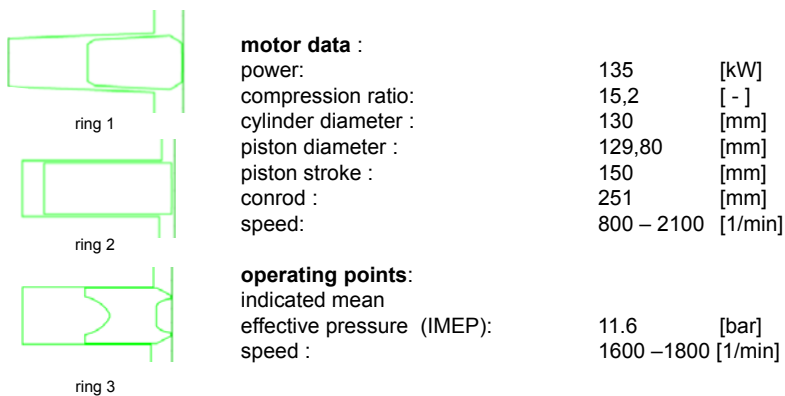 motor data :
power: 135 [kW]
compression ratio: 15,2 [ - ]
ring 1
cylinder diameter : 130 [mm]
piston diameter : 129,80 [mm]
piston stroke : 150 [mm]
conrod : 251 [mm]
speed: 800 – 2100 [1/min]
ring 2
operating points:
indicated mean
effective pressure (IMEP): 11.6 [bar]
speed : 1600 –1800 [1/min]
ring 3